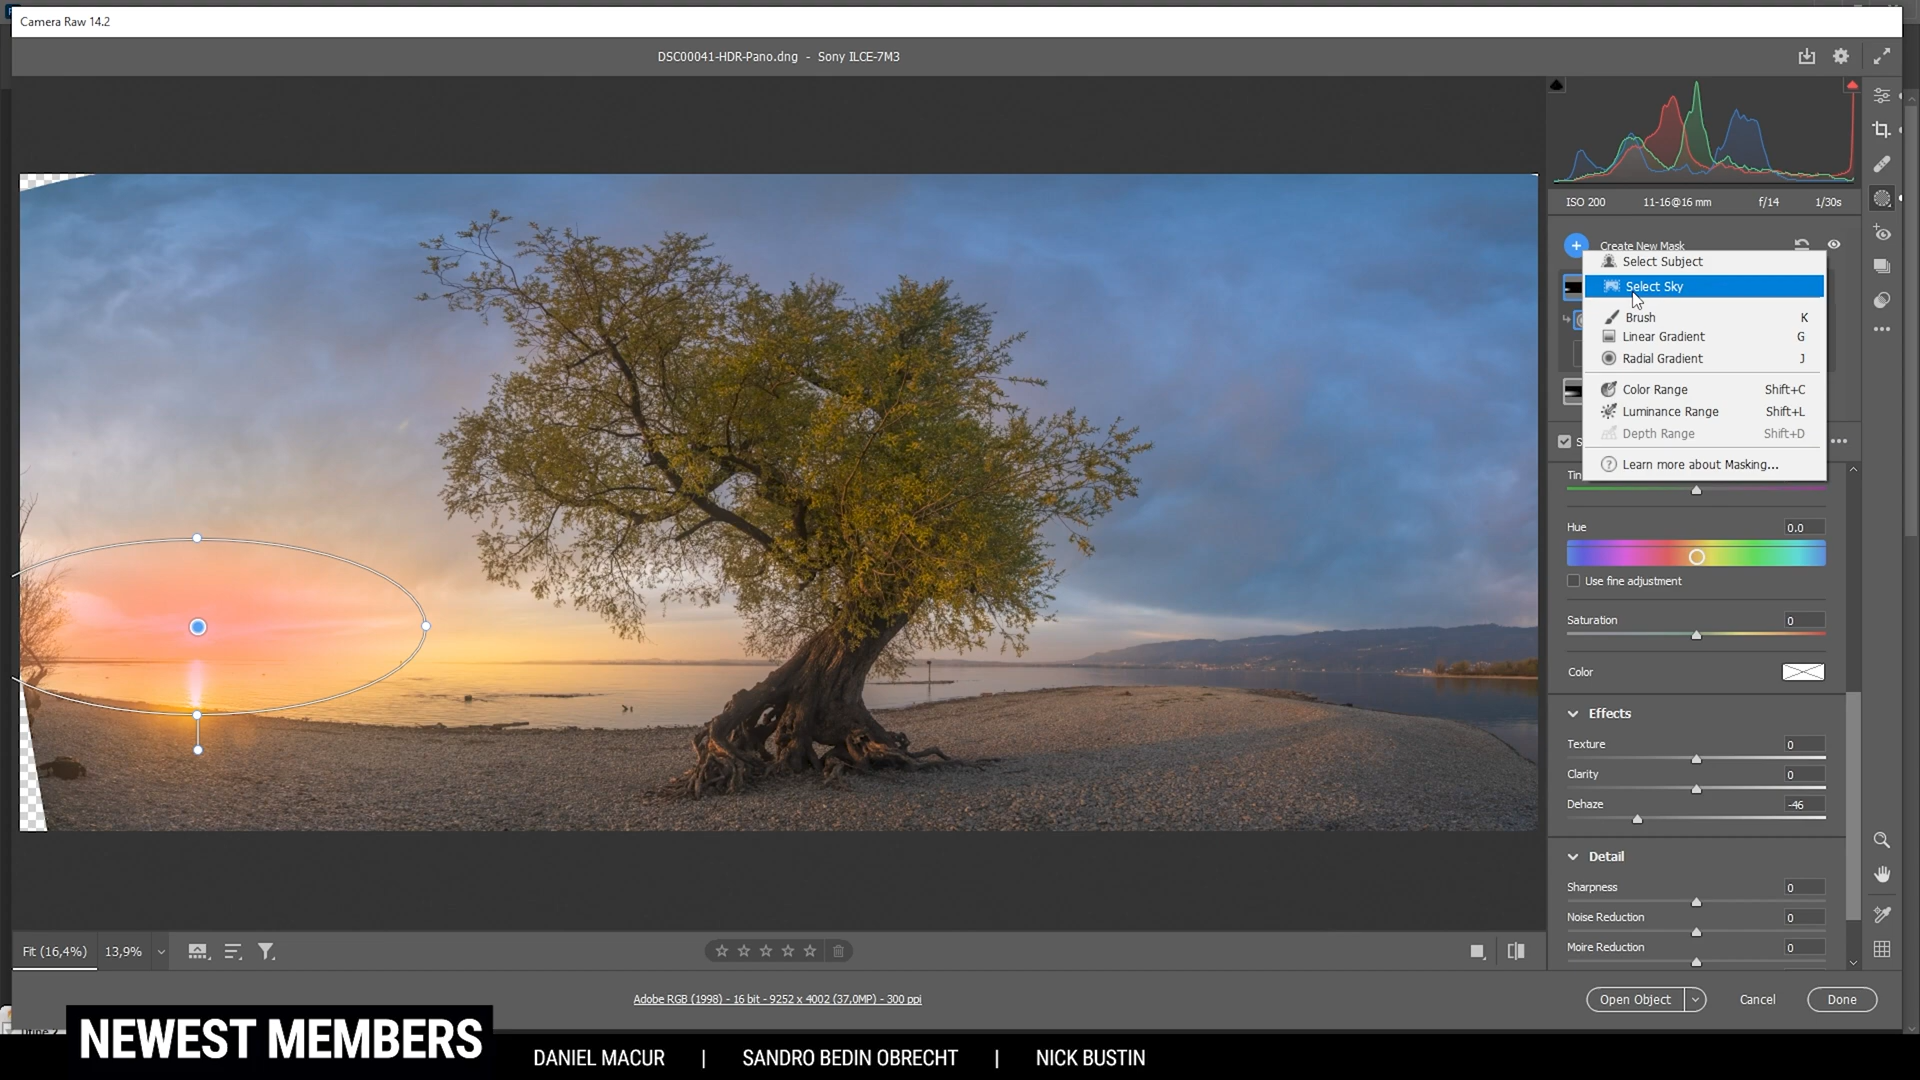 Camera Raw 14.2
DSC00041-HDR-Pano.dng - Sony ILCE-7M3
ISO 200 11-16@16 mm f/14 1/30s
Create New Mask
Select Subject
Select Sky
Brush K
Linear Gradient G
Radial Gradient J
Color Range Shift+C
Luminance Range Shift+L
Depth Range Shift+D
Learn more about Masking...
Hue 0.0
Use fine adjustment
Saturation 0
Color
Effects
Texture 0
Clarity 0
Dehaze -46
Detail
Sharpness 0
Noise Reduction 0
Moire Reduction 0
Fit (16,4%) 13,9%
Adobe RGB (1998) - 16 bit - 9252 x 4002 (37,0MP) - 300 ppi
Open Object Cancel Done
NEWEST MEMBERS
DANIEL MACUR | SANDRO BEDIN OBRECHT | NICK BUSTIN